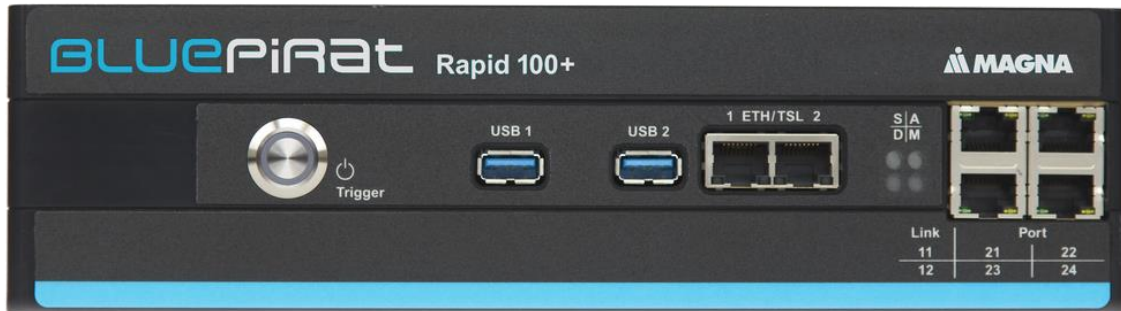 BLUEPiRat Rapid 100+
MAGNA
USB 1
USB 2
1 ETH/TSL 2
S A
D M
Trigger
Link Port
11 21 22
12 23 24